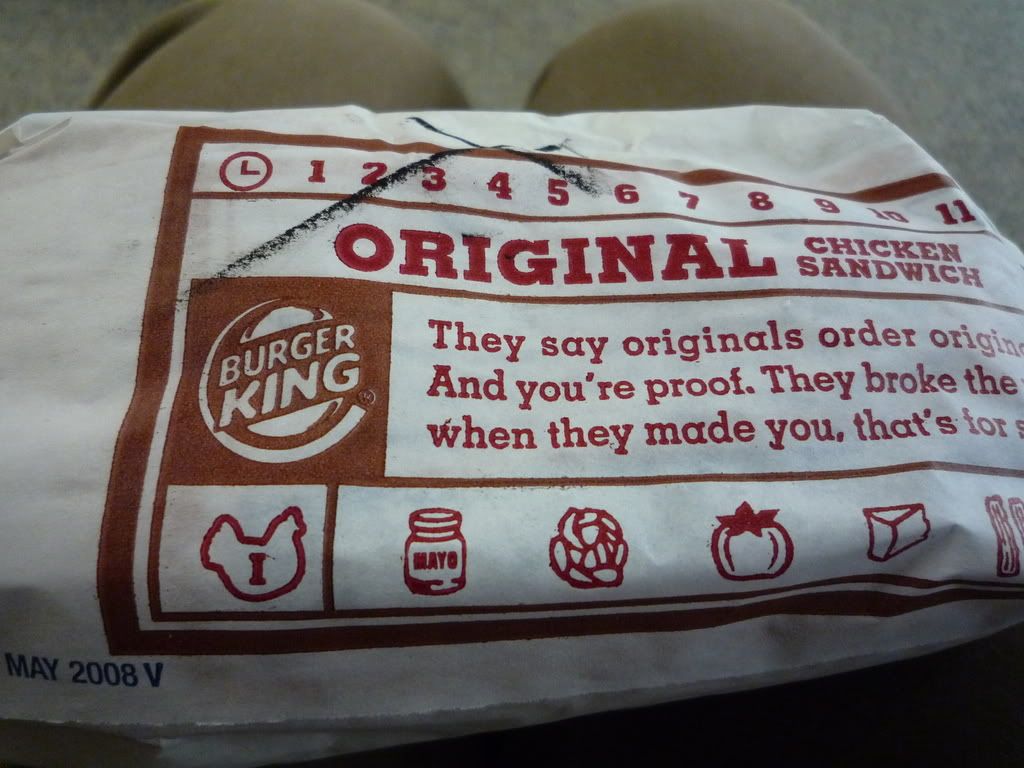 1 2 3 4 5 6 7 8 9 10 11
ORIGINAL CHICKEN SANDWICH
BURGER KING
They say originals order
And you're proof. They broke the
when they made you, that's for
I
MAYO
MAY 2008 V